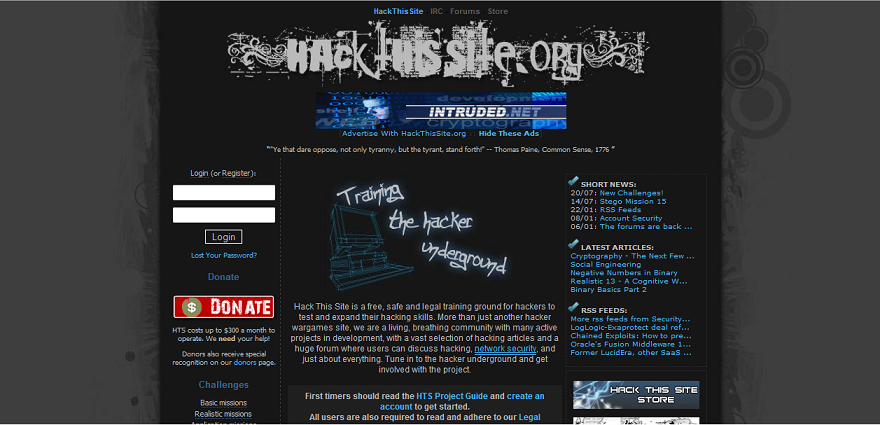 HackThisSite IRC Forums Store
HackThisSite.org
INTRUDED.NET
Advertise With HackThisSite.org :: Hide These Ads
"“Ye that dare oppose, not only tyranny, but the tyrant, stand forth!" -- Thomas Paine, Common Sense, 1776 ”
Login (or Register):
Login
Lost Your Password?
Donate
$ DONATE
HTS costs up to $300 a month to
operate. We need your help!
Donors also receive special
recognition on our donors page.
Challenges
Basic missions
Realistic missions
Application missions
Training
the hacker
underground
Hack This Site is a free, safe and legal training ground for hackers to
test and expand their hacking skills. More than just another hacker
wargames site, we are a living, breathing community with many active
projects in development, with a vast selection of hacking articles and a
huge forum where users can discuss hacking, network security, and
just about everything. Tune in to the hacker underground and get
involved with the project.
First timers should read the HTS Project Guide and create an
account to get started.
All users are also required to read and adhere to our Legal
SHORT NEWS:
20/07: New Challenges!
14/07: Stego Mission 15
22/01: RSS Feeds
08/01: Account Security
06/01: The forums are back ...
LATEST ARTICLES:
Cryptography - The Next Few ...
Social Engineering
Negative Numbers in Binary
Realistic 13 - A Cognitive W...
Binary Basics Part 2
RSS FEEDS:
More rss feeds from Security...
LogLogic-Exaprotect deal ref...
Chained Exploits: How to pre...
Oracle's Fusion Middleware 1...
Former LucidEra, other SaaS ...
HACK THIS SITE
STORE